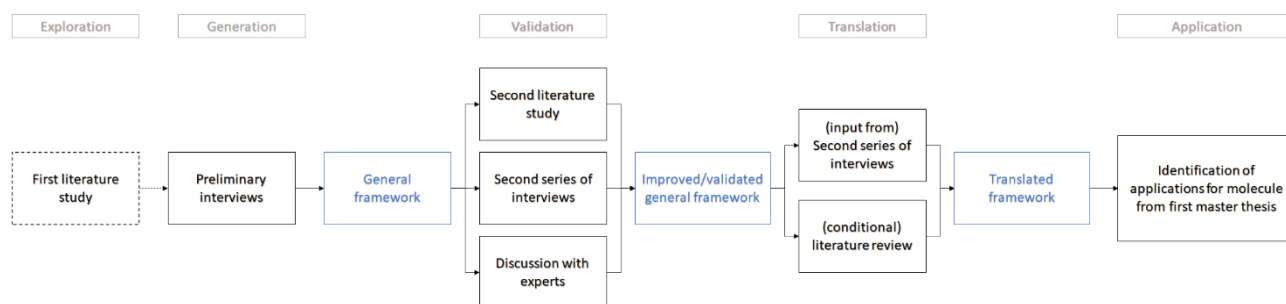 Exploration
Generation
Validation
Translation
Application
First literature
study
Preliminary
interviews
General
framework
Second literature
study
Second series of
interviews
Discussion with
experts
Improved/validated
general framework
(input from)
Second series of
interviews
(conditional)
literature review
Translated
framework
Identification of
applications for molecule
from first master thesis